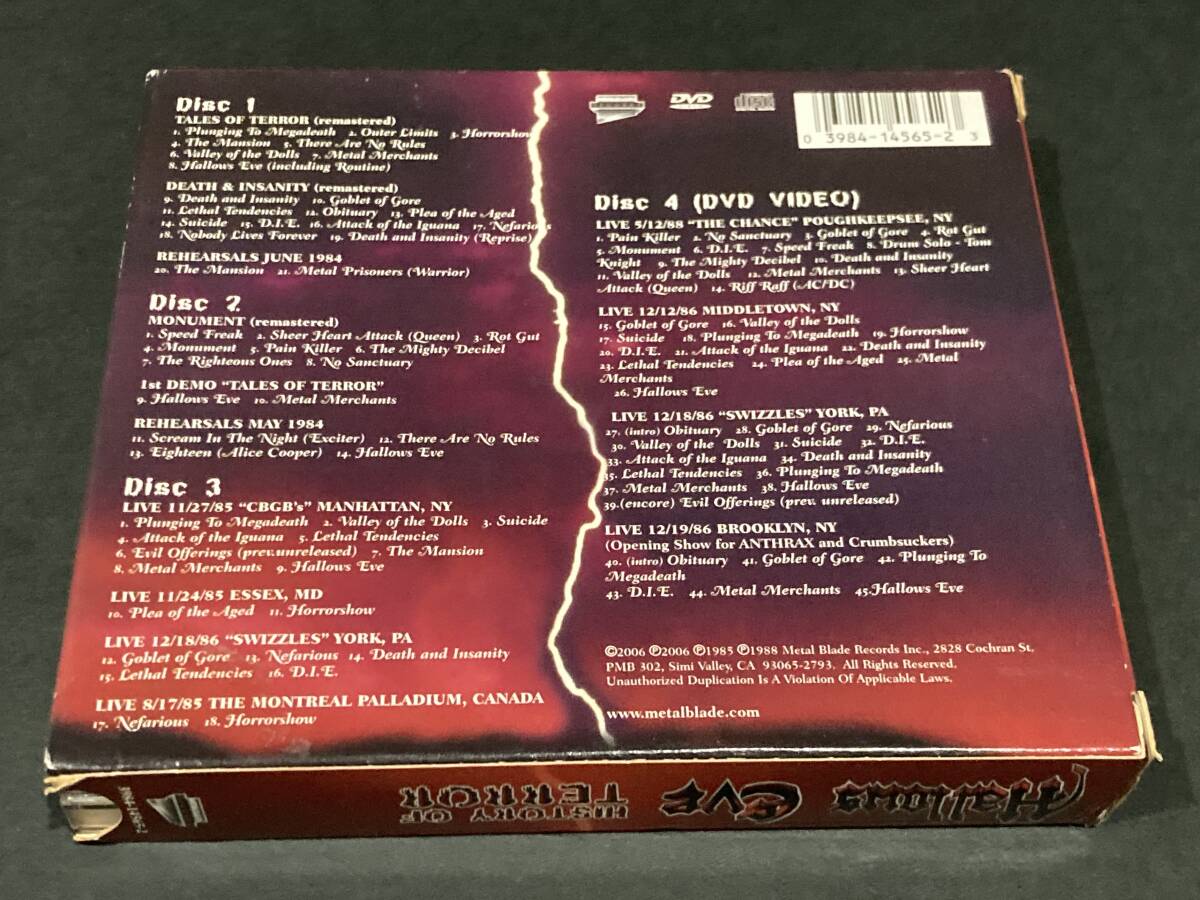 Disc 1
TALES OF TERROR (remastered)
1. Plunging To Megadeath 2. Outer Limits 3. Horrorshow
4. The Mansion 5. There Are No Rules
6. Valley of the Dolls 7. Metal Merchants
8. Hallows Eve (including Routine)
DEATH & INSANITY (remastered)
9. Death and Insanity 10. Goblet of Gore
11. Lethal Tendencies 12. Obituary 13. Plea of the Aged
14. Suicide 15. D.I.E. 16. Attack of the Iguana 17. Nefarious
18. Nobody Lives Forever 19. Death and Insanity (Reprise)
REHEARSALS JUNE 1984
20. The Mansion 21. Metal Prisoners (Warrior)
Disc 2
MONUMENT (remastered)
1. Speed Freak 2. Sheer Heart Attack (Queen) 3. Rot Gut
4. Monument 5. Pain Killer 6. The Mighty Decibel
7. The Righteous Ones 8. No Sanctuary
1st DEMO "TALES OF TERROR"
9. Hallows Eve 10. Metal Merchants
REHEARSALS MAY 1984
11. Scream In The Night (Exciter) 12. There Are No Rules
13. Eighteen (Alice Cooper) 14. Hallows Eve
Disc 3
LIVE 11/27/85 "CBGB's" MANHATTAN, NY
1. Plunging To Megadeath 2. Valley of the Dolls 3. Suicide
4. Attack of the Iguana 5. Lethal Tendencies
6. Evil Offerings (prev.unreleased) 7. The Mansion
8. Metal Merchants 9. Hallows Eve
LIVE 11/24/85 ESSEX, MD
10. Plea of the Aged 11. Horrorshow
LIVE 12/18/86 "SWIZZLES" YORK, PA
12. Goblet of Gore 13. Nefarious 14. Death and Insanity
15. Lethal Tendencies 16. D.I.E.
LIVE 8/17/85 THE MONTREAL PALLADIUM, CANADA
17. Nefarious 18. Horrorshow
DVD
0 3984-14565-2 3
Disc 4 (DVD VIDEO)
LIVE 5/12/88 "THE CHANCE" POUGHKEEPSEE, NY
1. Pain Killer 2. No Sanctuary 3. Goblet of Gore 4. Rot Gut
5. Monument 6. D.I.E. 7. Speed Freak 8. Drum Solo - Tom
Knight 9. The Mighty Decibel 10. Death and Insanity
11. Valley of the Dolls 12. Metal Merchants 13. Sheer Heart
Attack (Queen) 14. Riff Raff (AC/DC)
LIVE 12/12/86 MIDDLETOWN, NY
15. Goblet of Gore 16. Valley of the Dolls
17. Suicide 18. Plunging To Megadeath 19. Horrorshow
20. D.I.E. 21. Attack of the Iguana 22. Death and Insanity
23. Lethal Tendencies 24. Plea of the Aged 25. Metal
Merchants
26. Hallows Eve
LIVE 12/18/86 "SWIZZLES" YORK, PA
27. (intro) Obituary 28. Goblet of Gore 29. Nefarious
30. Valley of the Dolls 31. Suicide 32. D.I.E.
33. Attack of the Iguana 34. Death and Insanity
35. Lethal Tendencies 36. Plunging To Megadeath
37. Metal Merchants 38. Hallows Eve
39.(encore) Evil Offerings (prev. unreleased)
LIVE 12/19/86 BROOKLYN, NY
(Opening Show for ANTHRAX and Crumbsuckers)
40. (intro) Obituary 41. Goblet of Gore 42. Plunging To
Megadeath
43. D.I.E. 44. Metal Merchants 45.Hallows Eve
©2006 ℗2006 ℗1985 ℗1988 Metal Blade Records Inc., 2828 Cochran St,
PMB 302, Simi Valley, CA 93065-2793. All Rights Reserved.
Unauthorized Duplication Is A Violation Of Applicable Laws.
www.metalblade.com
Hallows Eve
HISTORY OF
TERROR